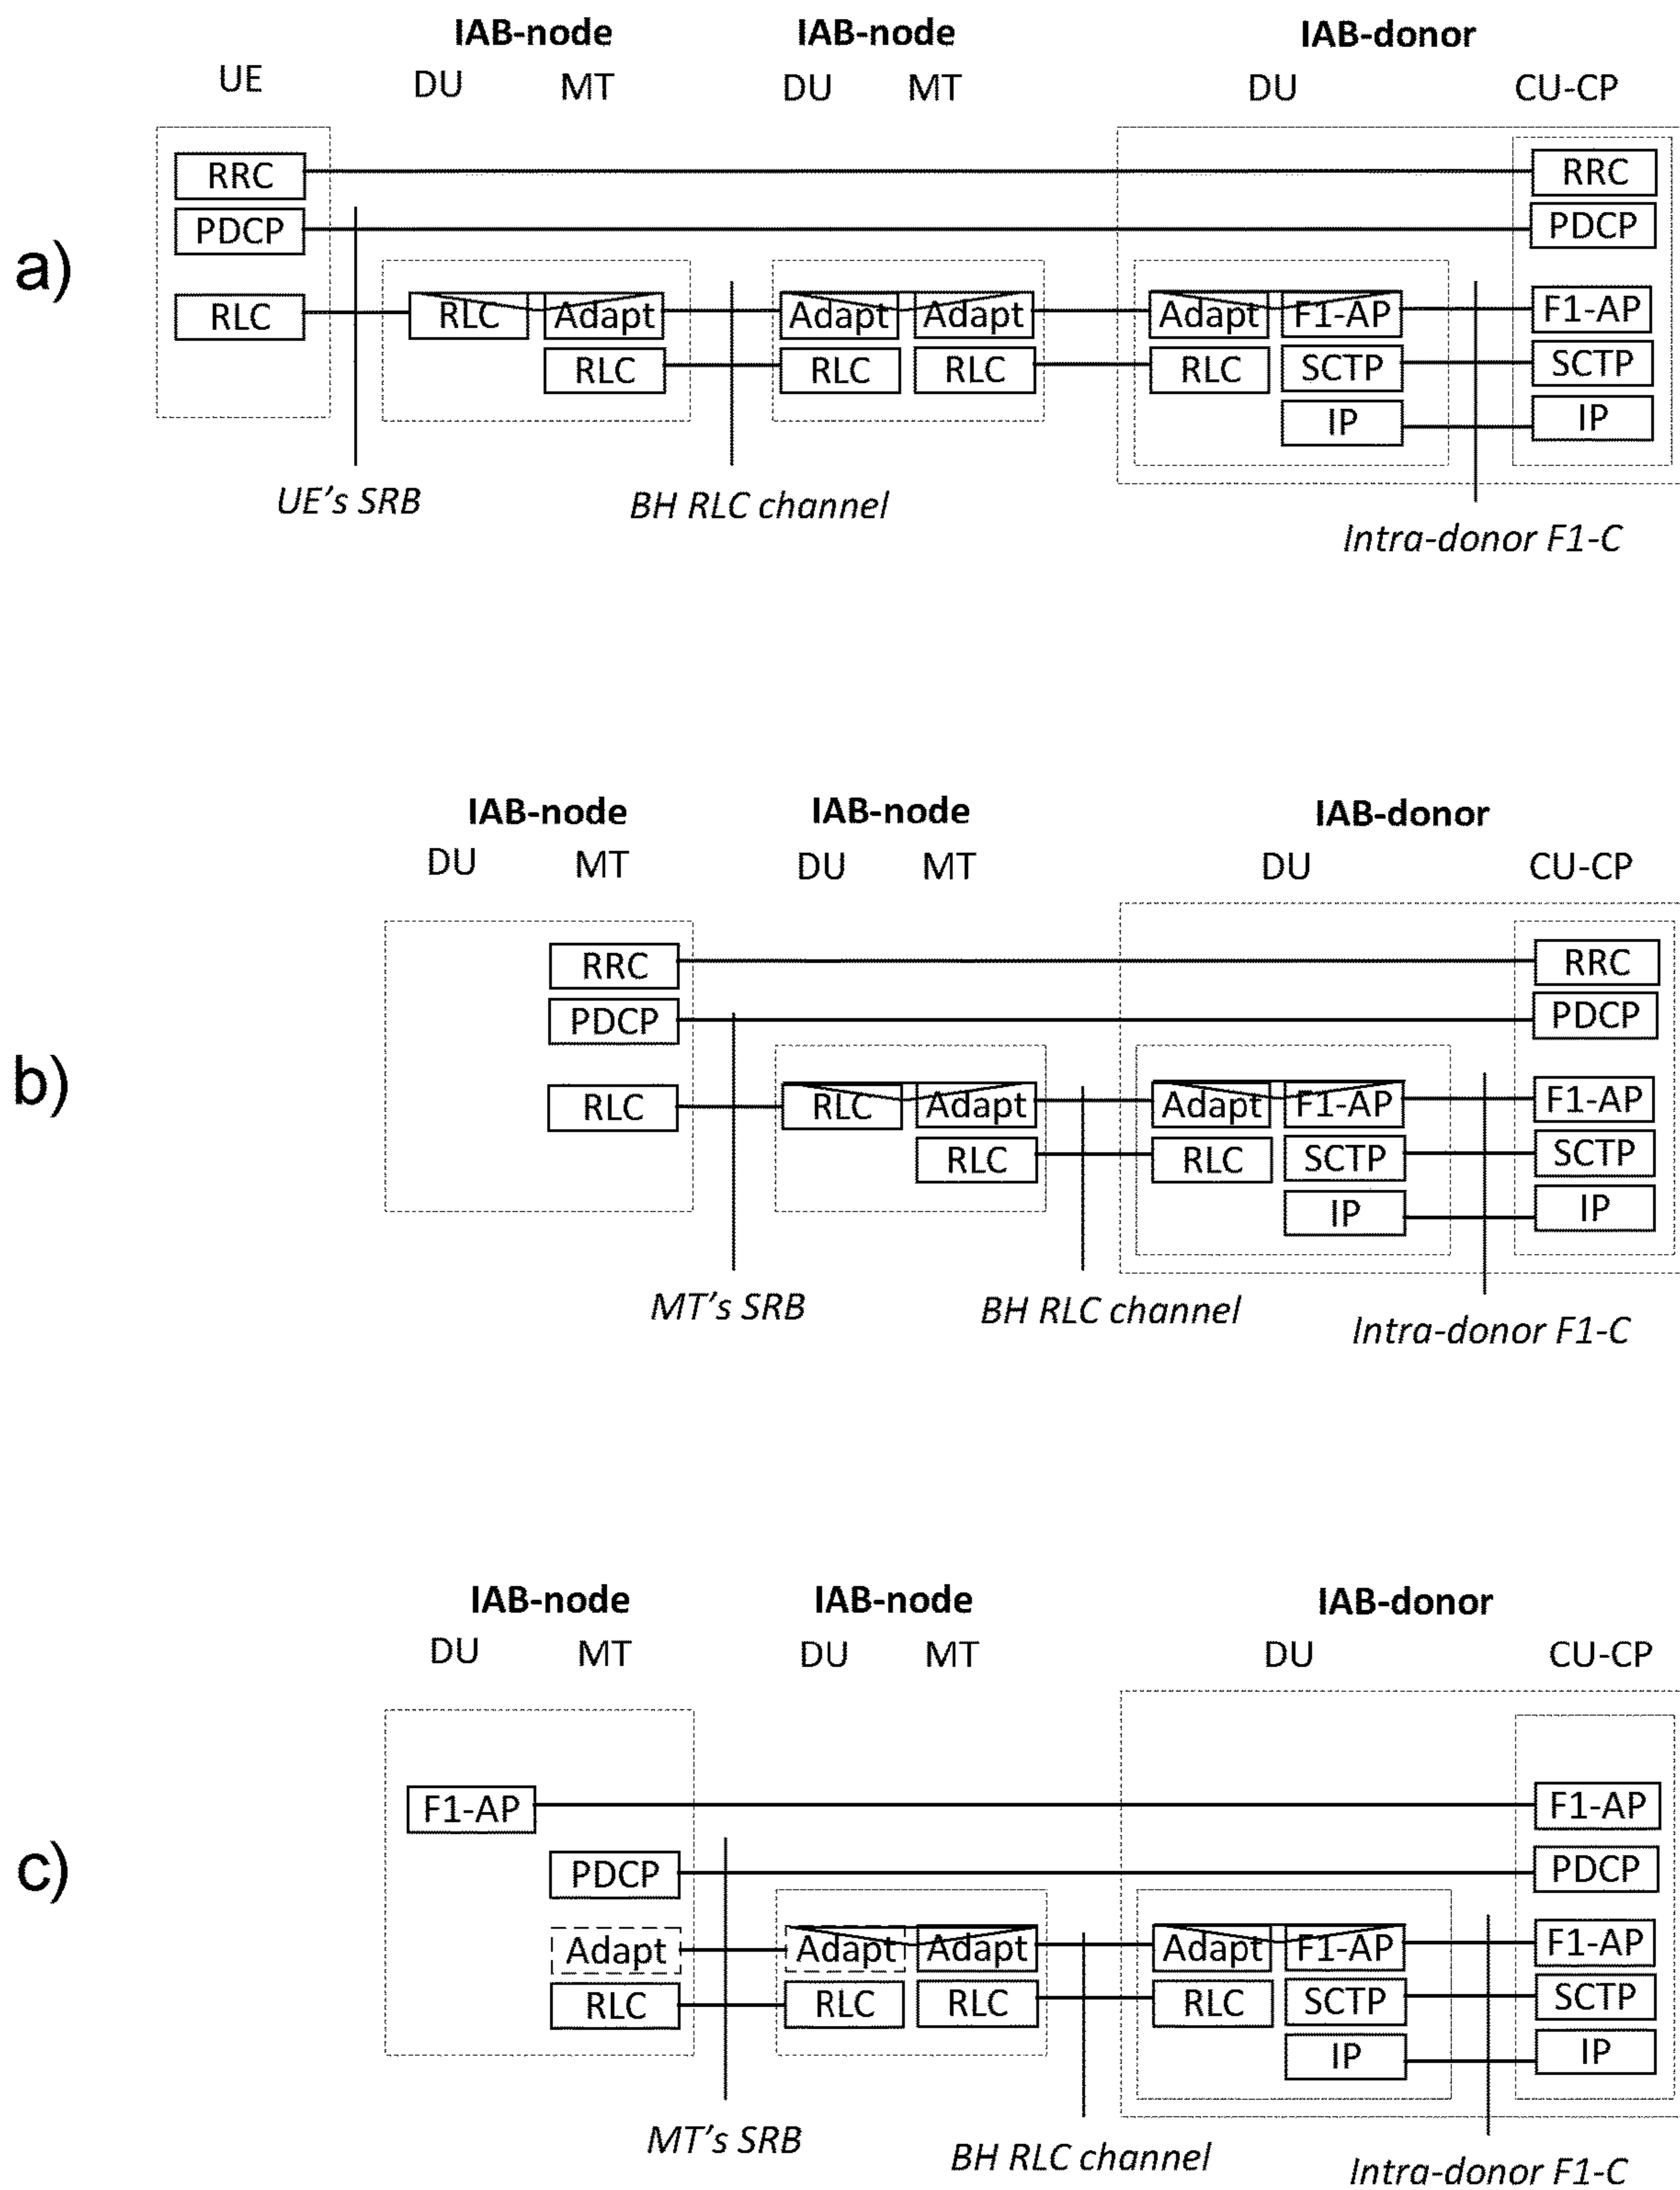 IAB-node IAB-node IAB-donor
UE DU MT DU MT DU CU-CP
RRC RRC
PDCP PDCP
a)
RLC RLC Adapt Adapt Adapt Adapt F1-AP F1-AP
RLC RLC RLC RLC SCTP SCTP
IP IP
UE's SRB BH RLC channel
Intra-donor F1-C
IAB-node IAB-node IAB-donor
DU MT DU MT DU CU-CP
RRC RRC
PDCP PDCP
b)
RLC RLC Adapt Adapt F1-AP F1-AP
RLC RLC SCTP SCTP
IP IP
MT's SRB BH RLC channel
Intra-donor F1-C
IAB-node IAB-node IAB-donor
DU MT DU MT DU CU-CP
F1-AP F1-AP
c) PDCP PDCP
Adapt Adapt Adapt Adapt F1-AP F1-AP
RLC RLC RLC RLC SCTP SCTP
IP IP
MT's SRB BH RLC channel
Intra-donor F1-C